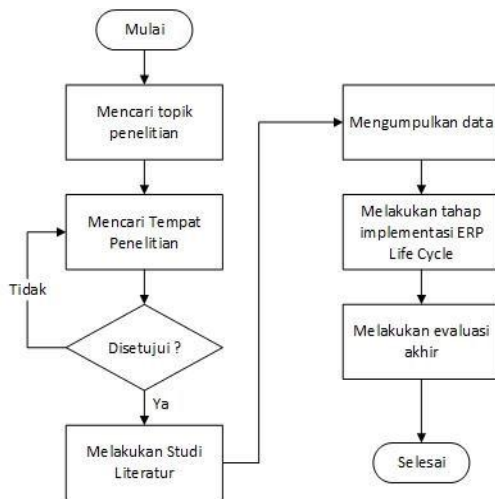 Mulai
Mencari topik
penelitian
Mencari Tempat
Penelitian
Tidak
Disetujui ?
Ya
Melakukan Studi
Literatur
Mengumpulkan data
Melakukan tahap
implementasi ERP
Life Cycle
Melakukan evaluasi
akhir
Selesai